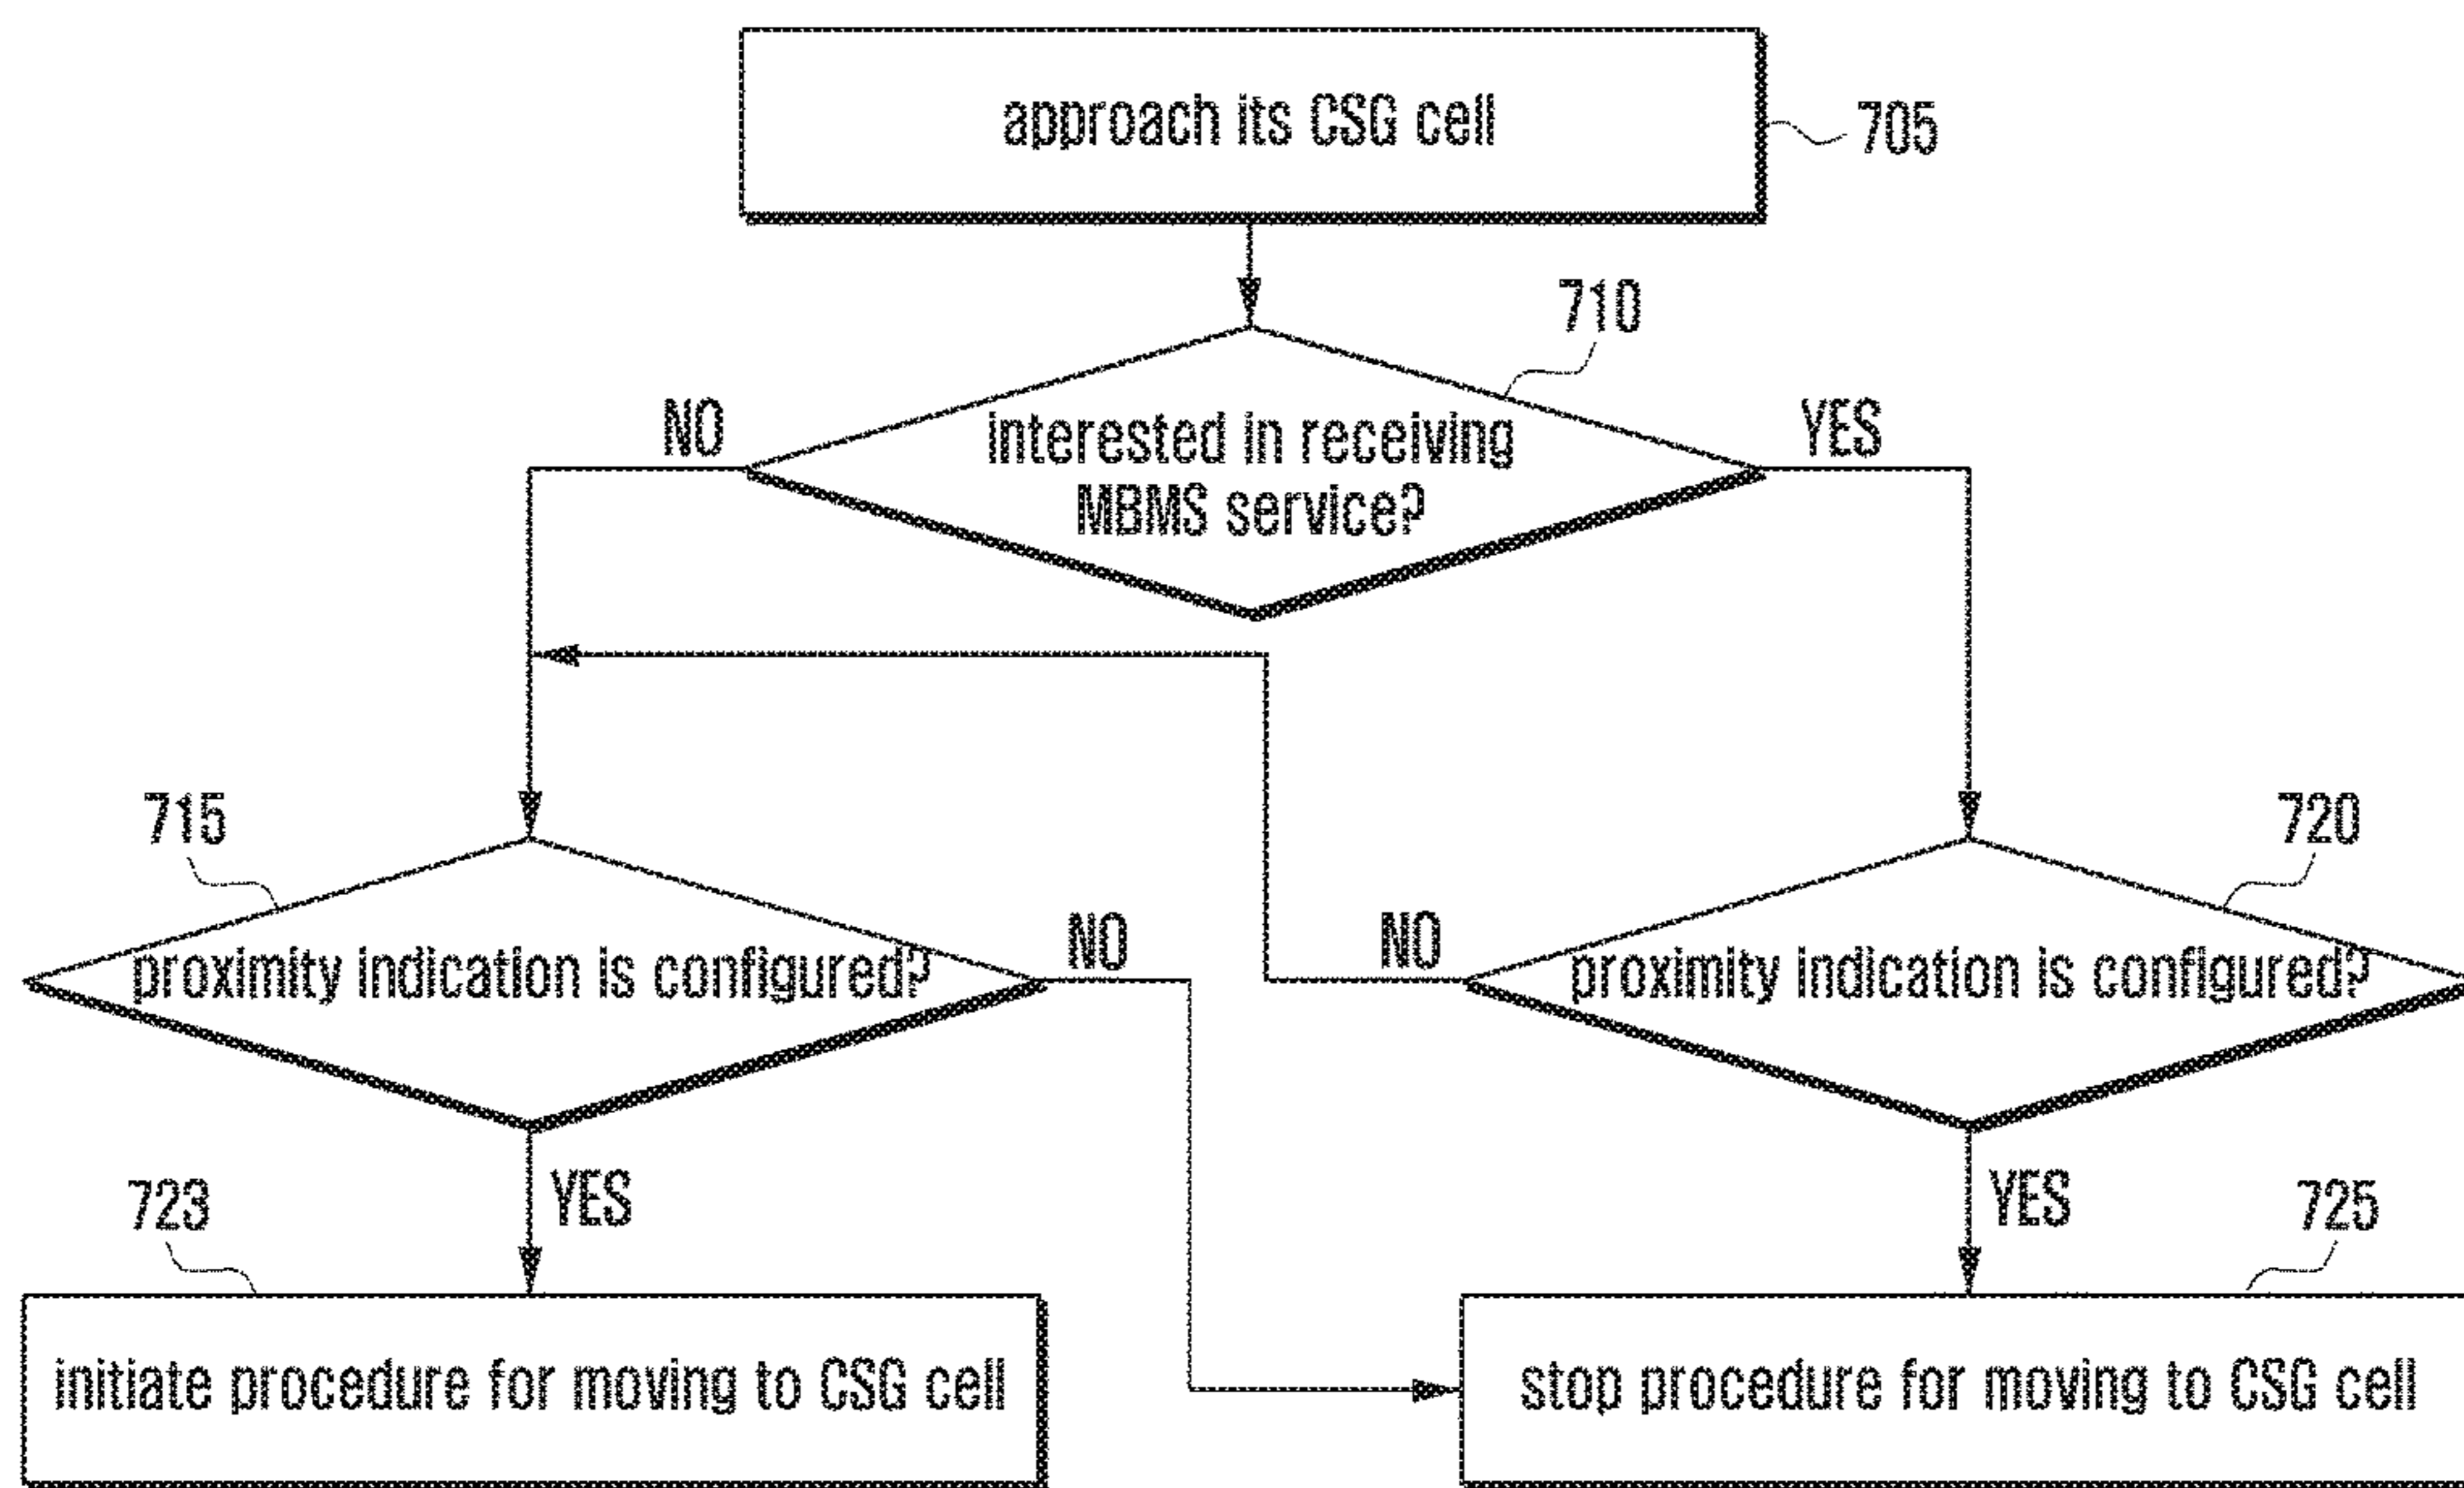 approach its CSG cell
705
710
NO
interested in receiving
MBMS service?
YES
715
720
proximity indication is configured?
NO
NO
proximity indication is configured?
723
YES
YES
725
initiate procedure for moving to CSG cell
stop procedure for moving to CSG cell